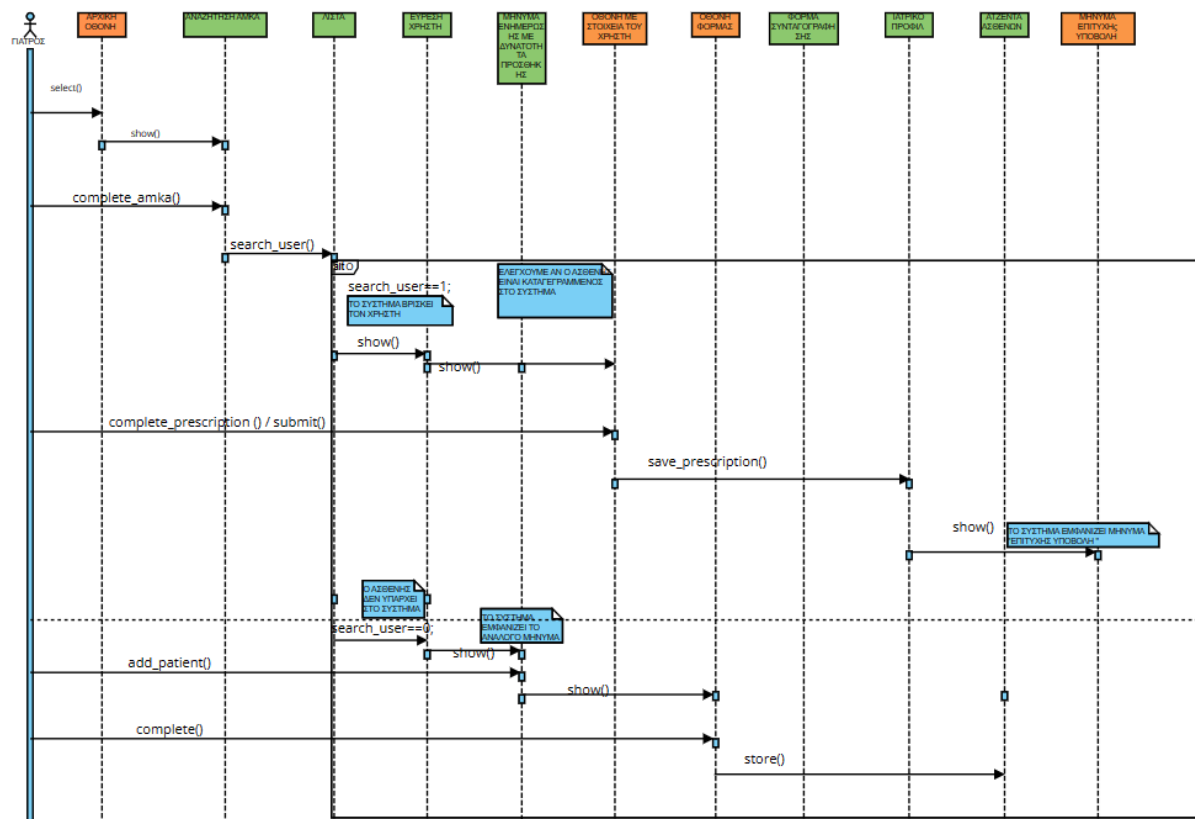 ΓΙΑΤΡΟΣ
ΑΡΧΙΚΗ
ΟΘΟΝΗ
ΑΝΑΖΗΤΗΣΗ ΑΜΚΑ
ΛΙΣΤΑ
ΕΥΡΕΣΗ
ΧΡΗΣΤΗ
ΜΗΝΥΜΑ
ΕΝΗΜΕΡΩΣ
ΗΣ ΜΕ
ΔΥΝΑΤΟΤΗ
ΤΑ
ΠΡΟΣΘΗΚ
ΗΣ
ΟΘΟΝΗ ΜΕ
ΣΤΟΙΧΕΙΑ ΤΟΥ
ΧΡΗΣΤΗ
ΟΘΟΝΗ
ΦΟΡΜΑΣ
ΦΟΡΜΑ
ΣΥΝΤΑΓΟΓΡΑΦΗ
ΣΗΣ
ΙΑΤΡΙΚΟ
ΠΡΟΦΙΛ
ΑΤΖΕΝΤΑ
ΑΣΘΕΝΩΝ
ΜΗΝΥΜΑ
ΕΠΙΤΥΧΗΣ
ΥΠΟΒΟΛΗ
select()
show()
complete_amka()
search_user()
alt
search_user==1;
ΤΟ ΣΥΣΤΗΜΑ ΒΡΙΣΚΕΙ
ΤΟΝ ΧΡΗΣΤΗ
ΕΛΕΓΧΟΥΜΕ ΑΝ Ο ΑΣΘΕΝΗ
ΕΙΝΑΙ ΚΑΤΑΓΕΓΡΑΜΜΕΝΟΣ
ΣΤΟ ΣΥΣΤΗΜΑ
show()
show()
complete_prescription () / submit()
save_prescription()
show()
ΤΟ ΣΥΣΤΗΜΑ ΕΜΦΑΝΙΖΕΙ ΜΗΝΥΜΑ
"ΕΠΙΤΥΧΗΣ ΥΠΟΒΟΛΗ "
Ο ΑΣΘΕΝΗΣ
ΔΕΝ ΥΠΑΡΧΕΙ
ΣΤΟ ΣΥΣΤΗΜΑ
search_user==0;
ΤΟ ΣΥΣΤΗΜΑ
ΕΜΦΑΝΙΖΕΙ ΤΟ
ΑΝΑΛΟΓΟ ΜΗΝΥΜΑ
show()
add_patient()
show()
complete()
store()